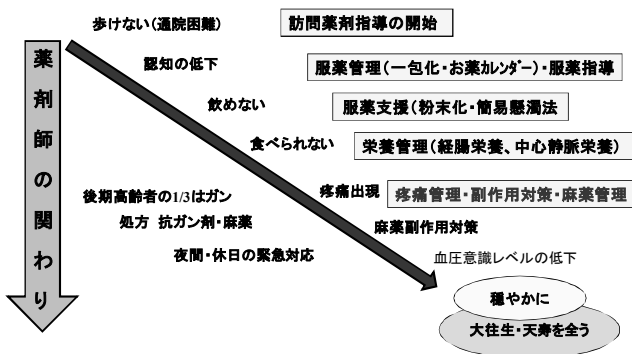 歩けない(通院困難)
訪問薬剤指導の開始
薬剤師の関わり
認知の低下
服薬管理(一包化・お薬カレンダー)・服薬指導
飲めない
服薬支援(粉末化・簡易懸濁法
食べられない
栄養管理(経腸栄養、中心静脈栄養)
疼痛出現
疼痛管理・副作用対策・麻薬管理
後期高齢者の1/3はガン
処方 抗ガン剤・麻薬
麻薬副作用対策
夜間・休日の緊急対応
血圧意識レベルの低下
穏やかに
大往生・天寿を全う